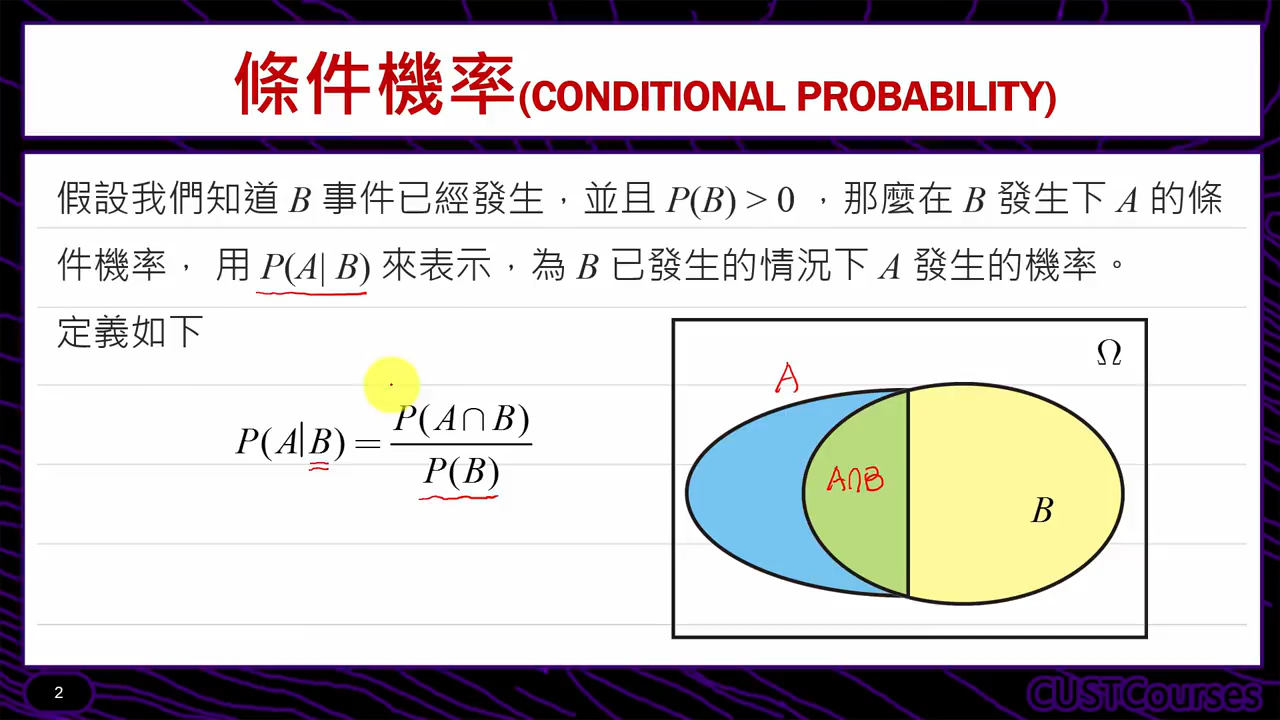 條件機率(CONDITIONAL PROBABILITY)
假設我們知道 B 事件已經發生，並且 P(B) > 0 ，那麼在 B 發生下 A 的條
件機率， 用 P(A| B) 來表示，為 B 已發生的情況下 A 發生的機率。
定義如下
P(A|B) = P(A∩B) / P(B)
Ω
A
A∩B
B
2
CUSTCourses